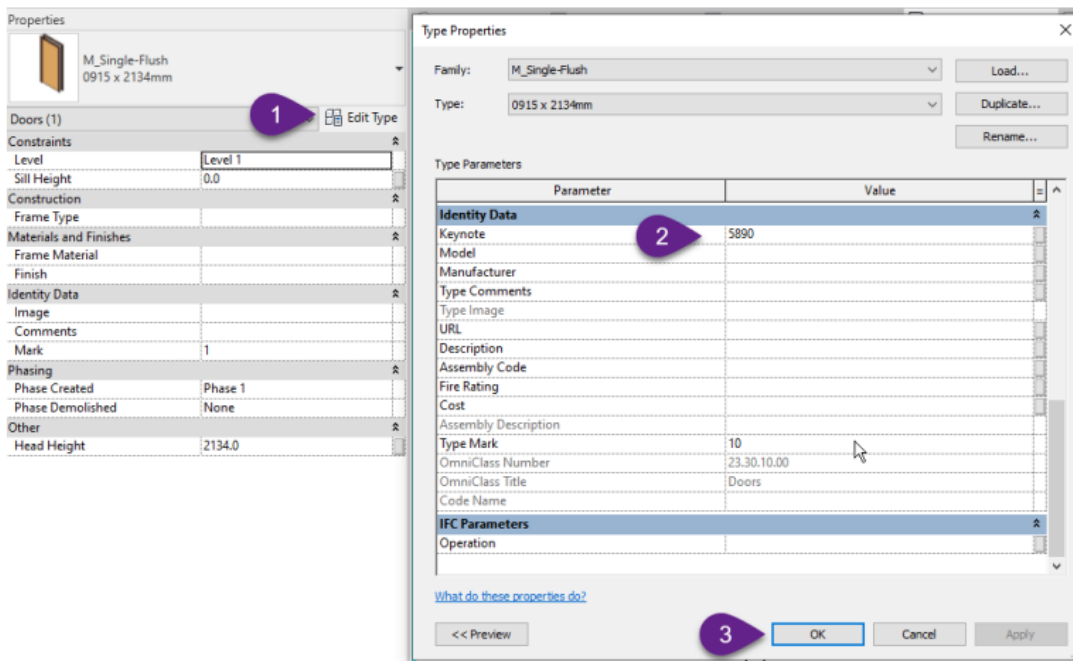 Properties
M_Single-Flush
0915 x 2134mm
Doors (1)
1
Edit Type
Constraints
Level Level 1
Sill Height 0.0
Construction
Frame Type
Materials and Finishes
Frame Material
Finish
Identity Data
Image
Comments
Mark 1
Phasing
Phase Created Phase 1
Phase Demolished None
Other
Head Height 2134.0
Type Properties
Family: M_Single-Flush Load...
Type: 0915 x 2134mm Duplicate...
Rename...
Type Parameters
Parameter Value =
Identity Data
Keynote 2 5890
Model
Manufacturer
Type Comments
Type Image
URL
Description
Assembly Code
Fire Rating
Cost
Assembly Description
Type Mark 10
OmniClass Number 23.30.10.00
OmniClass Title Doors
Code Name
IFC Parameters
Operation
What do these properties do?
<< Preview 3 OK Cancel Apply